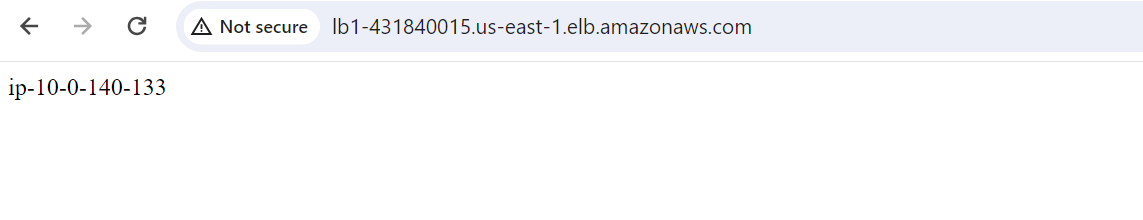 Not secure lb1-431840015.us-east-1.elb.amazonaws.com
ip-10-0-140-133